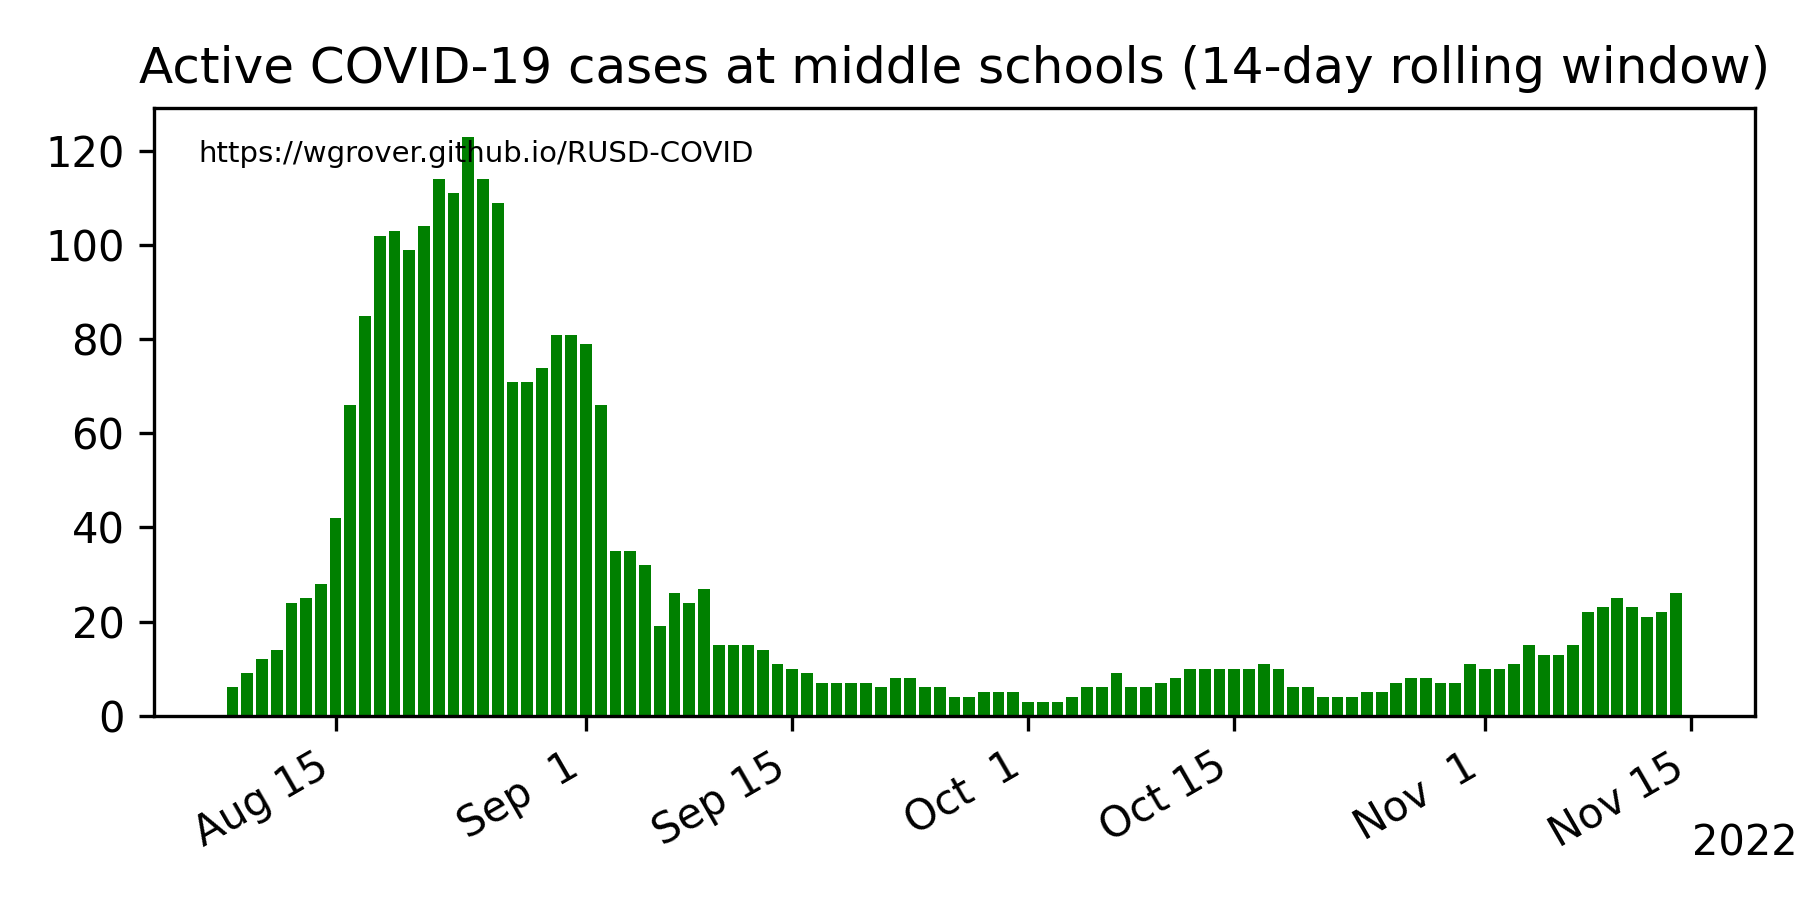 Active COVID-19 cases at middle schools (14-day rolling window)
https://wgrover.github.io/RUSD-COVID
120
100
80
60
40
20
0
Aug 15
Sep  1
Sep 15
Oct  1
Oct 15
Nov  1
Nov 15
2022